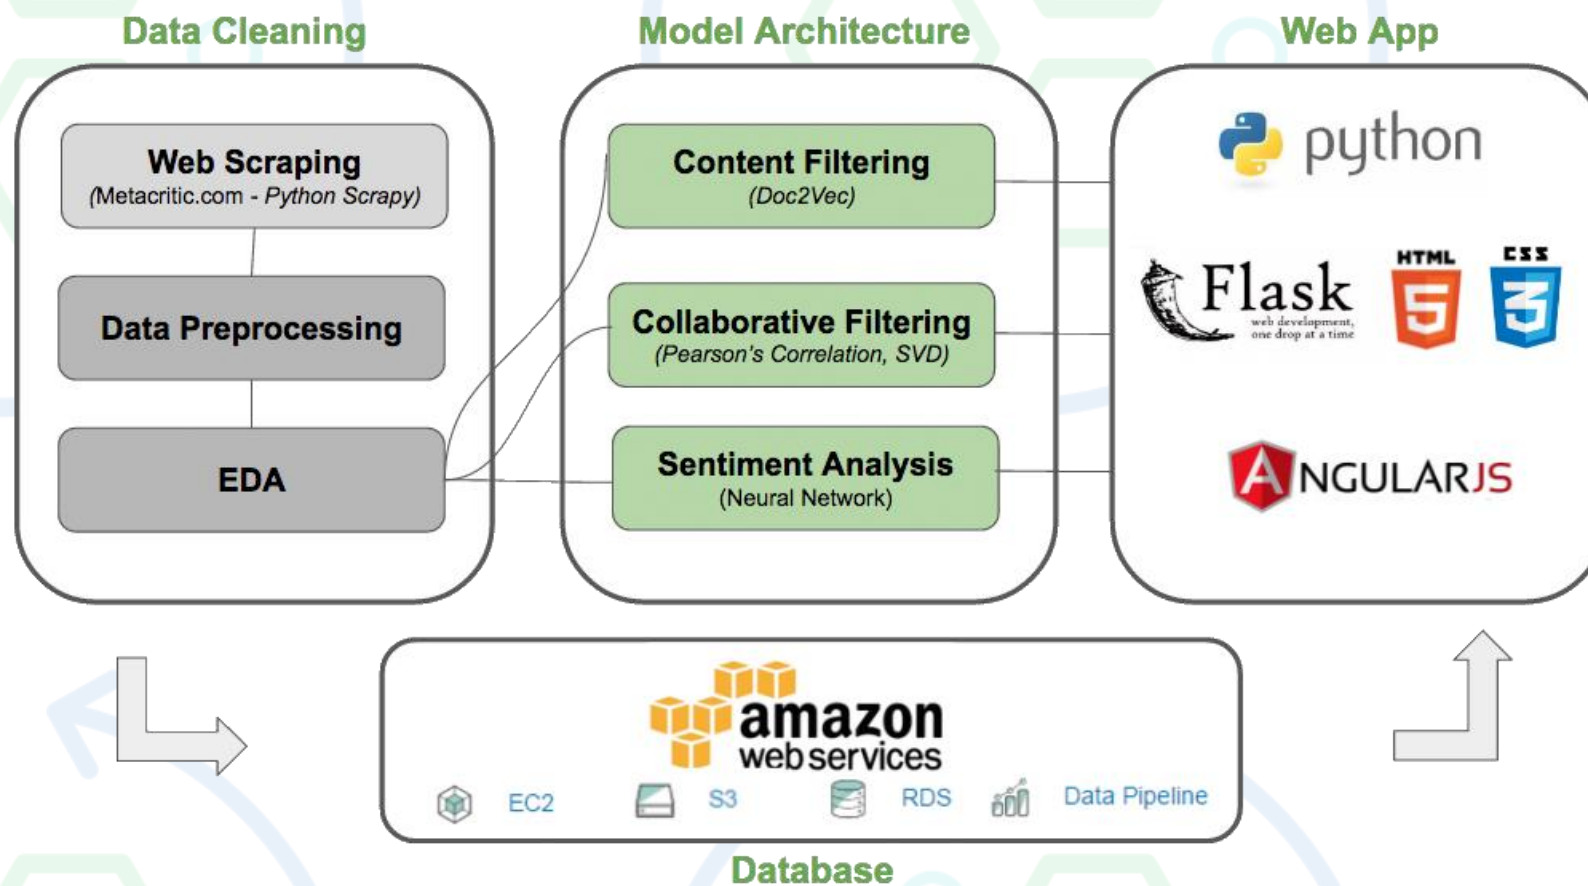 Data Cleaning
Web Scraping
(Metacritic.com - Python Scrapy)
Data Preprocessing
EDA
Model Architecture
Content Filtering
(Doc2Vec)
Collaborative Filtering
(Pearson's Correlation, SVD)
Sentiment Analysis
(Neural Network)
Web App
python
Flask
web development,
one drop at a time
HTML
5
CSS
3
ANGULARJS
amazon
web services
EC2
S3
RDS
Data Pipeline
Database